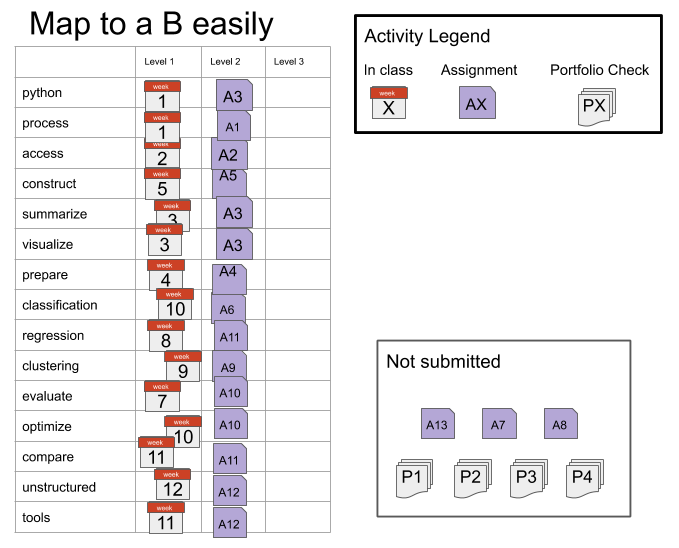 Map to a B easily
Level 1 Level 2 Level 3
python week 1 A3
process week 1 A1
access week 2 A2
construct week 5 A5
summarize week 3 A3
visualize week 3 A3
prepare week 4 A4
classification week 10 A6
regression week 8 A11
clustering week 9 A9
evaluate week 7 A10
optimize week 10 A10
compare week 11 A11
unstructured week 12 A12
tools week 11 A12
Activity Legend
In class Assignment Portfolio Check
week X AX PX
Not submitted
A13 A7 A8
P1 P2 P3 P4